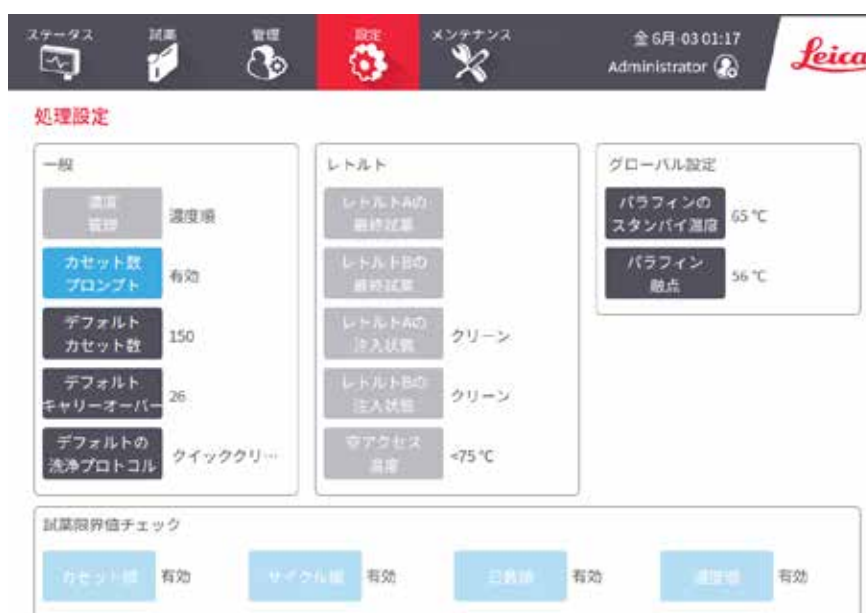 ステータス
試薬
管理
設定
メンテナンス
金 6月 03 01:17
Administrator
Leica
処理設定
一般
濃度
管理
濃度順
カセット数
プロンプト
有効
デフォルト
カセット数
150
デフォルト
キャリーオーバー
26
デフォルトの
洗浄プロトコル
クイッククリ…
レトルト
レトルトAの
最終試薬
レトルトBの
最終試薬
レトルトAの
注入状態
クリーン
レトルトBの
注入状態
クリーン
空アクセス
温度
<75 ℃
グローバル設定
パラフィンの
スタンバイ温度
65 ℃
パラフィン
融点
56 ℃
試薬限界値チェック
カセット順
有効
サイクル順
有効
日数順
有効
濃度順
有効